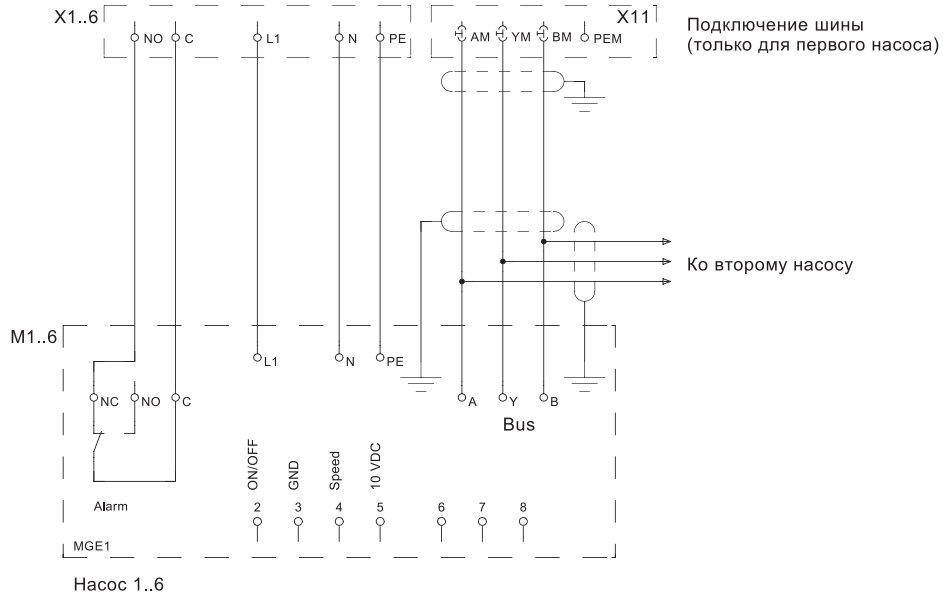 X1..6
X11
Подключение шины
(только для первого насоса)
NO
C
L1
N
PE
AM
YM
BM
PEM
Ко второму насосу
M1..6
L1
N
PE
NC
NO
C
A
Y
B
Bus
ON/OFF
GND
Speed
10 VDC
Alarm
2
3
4
5
6
7
8
MGE1
Насос 1..6